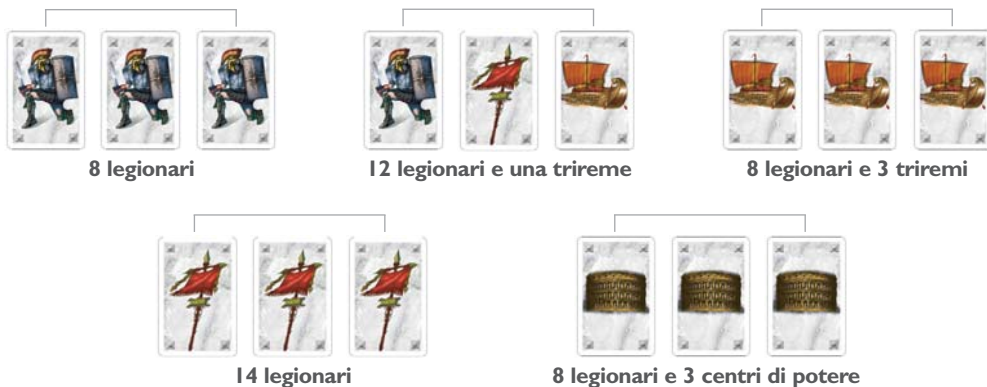 8 legionari
12 legionari e una trireme
8 legionari e 3 triremi
14 legionari
8 legionari e 3 centri di potere